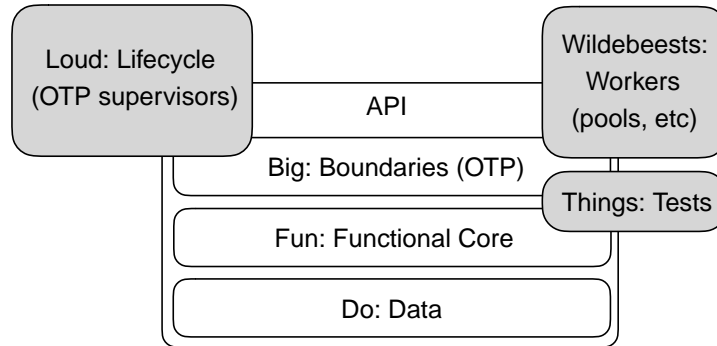 Loud: Lifecycle
(OTP supervisors)
Wildebeests:
Workers
(pools, etc)
API
Big: Boundaries (OTP)
Things: Tests
Fun: Functional Core
Do: Data